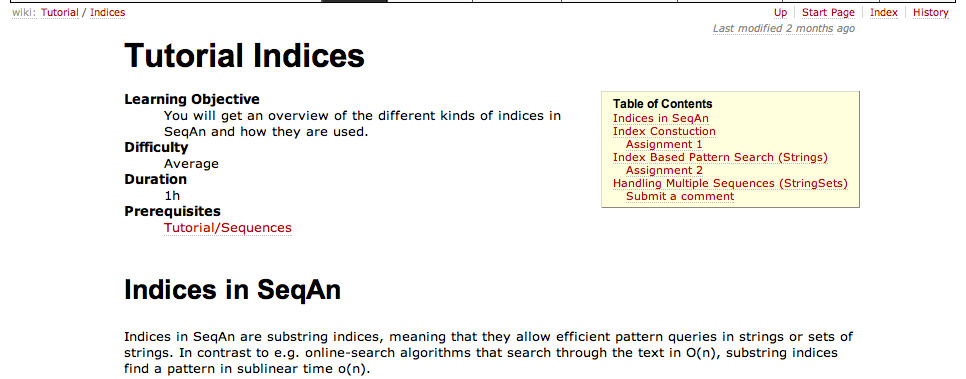 wiki: Tutorial / Indices
Up Start Page Index History
Last modified 2 months ago
Tutorial Indices
Learning Objective
You will get an overview of the different kinds of indices in
SeqAn and how they are used.
Difficulty
Average
Duration
1h
Prerequisites
Tutorial/Sequences
Table of Contents
Indices in SeqAn
Index Constuction
Assignment 1
Index Based Pattern Search (Strings)
Assignment 2
Handling Multiple Sequences (StringSets)
Submit a comment
Indices in SeqAn
Indices in SeqAn are substring indices, meaning that they allow efficient pattern queries in strings or sets of
strings. In contrast to e.g. online-search algorithms that search through the text in O(n), substring indices
find a pattern in sublinear time o(n).